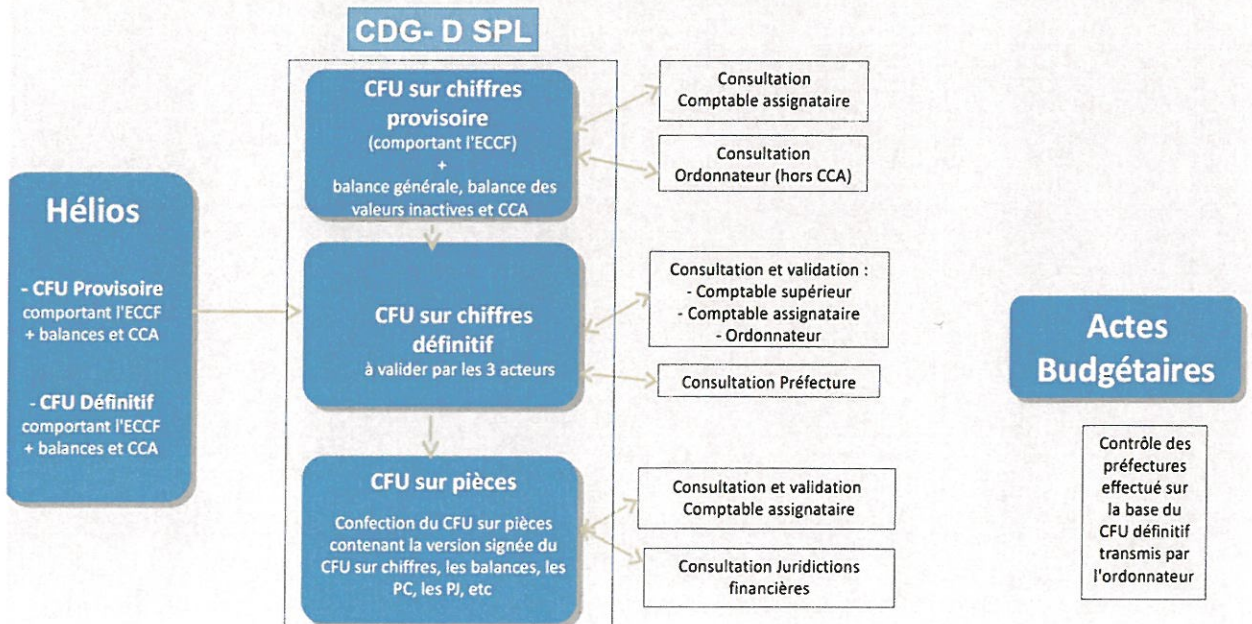 CDG- D SPL
Hélios
- CFU Provisoire
comportant l'ECCF
+ balances et CCA
- CFU Définitif
comportant l'ECCF
+ balances et CCA
CFU sur chiffres
provisoire
(comportant l'ECCF)
+
balance générale, balance des
valeurs inactives et CCA
Consultation
Comptable assignataire
Consultation
Ordonnateur (hors CCA)
CFU sur chiffres
définitif
à valider par les 3 acteurs
Consultation et validation :
- Comptable supérieur
- Comptable assignataire
- Ordonnateur
Consultation Préfecture
CFU sur pièces
Confection du CFU sur pièces
contenant la version signée du
CFU sur chiffres, les balances, les
PC, les PJ, etc
Consultation et validation
Comptable assignataire
Consultation Juridictions
financières
Actes
Budgétaires
Contrôle des
préfectures
effectué sur
la base du
CFU définitif
transmis par
l'ordonnateur